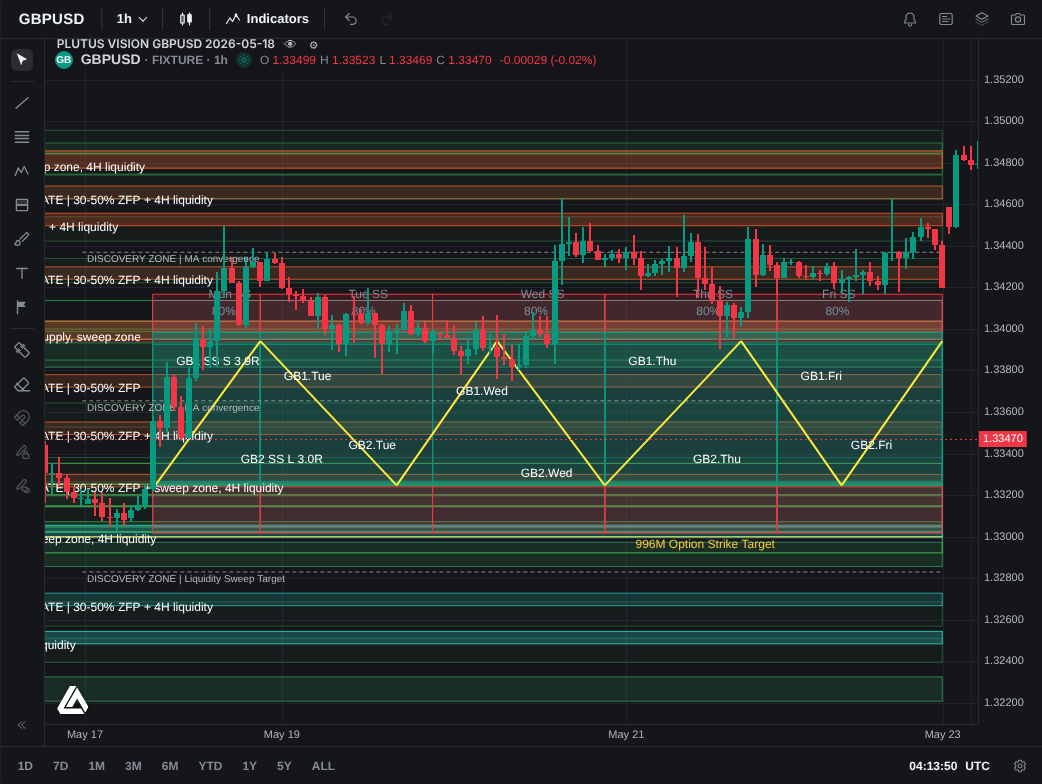 GBPUSD 1h Indicators
PLUTUS VISION GBPUSD 2026-05-18
GB GBPUSD · FIXTURE · 1h O 1.33499 H 1.33523 L 1.33469 C 1.33470 -0.00029 (-0.02%)
1.35200
1.35000
p zone, 4H liquidity
1.34800
ATE | 30-50% ZFP + 4H liquidity
1.34600
+ 4H liquidity
1.34400
DISCOVERY ZONE | MA convergence
ATE | 30-50% ZFP + 4H liquidity
1.34200
Mon Tue SS Wed SS Thu SS Fri SS
80% 80% 80% 80% 80%
1.34000
upply, sweep zone
GB1 SS S 3.0R
GB1.Thu
1.33800
GB1.Tue
GB1.Fri
ATE | 30-50% ZFP
GB1.Wed
1.33600
DISCOVERY ZONE | MA convergence
ATE | 30-50% ZFP + 4H liquidity
1.33470
GB2.Tue
GB2.Fri
1.33400
GB2 SS L 3.0R
GB2.Thu
GB2.Wed
ATE | 30-50% ZFP + sweep zone, 4H liquidity
1.33200
eep zone, 4H liquidity
1.33000
996M Option Strike Target
DISCOVERY ZONE | Liquidity Sweep Target
1.32800
ATE | 30-50% ZFP + 4H liquidity
1.32600
quidity
1.32400
1.32200
May 17 May 19 May 21 May 23
1D 7D 1M 3M 6M YTD 1Y 5Y ALL 04:13:50 UTC